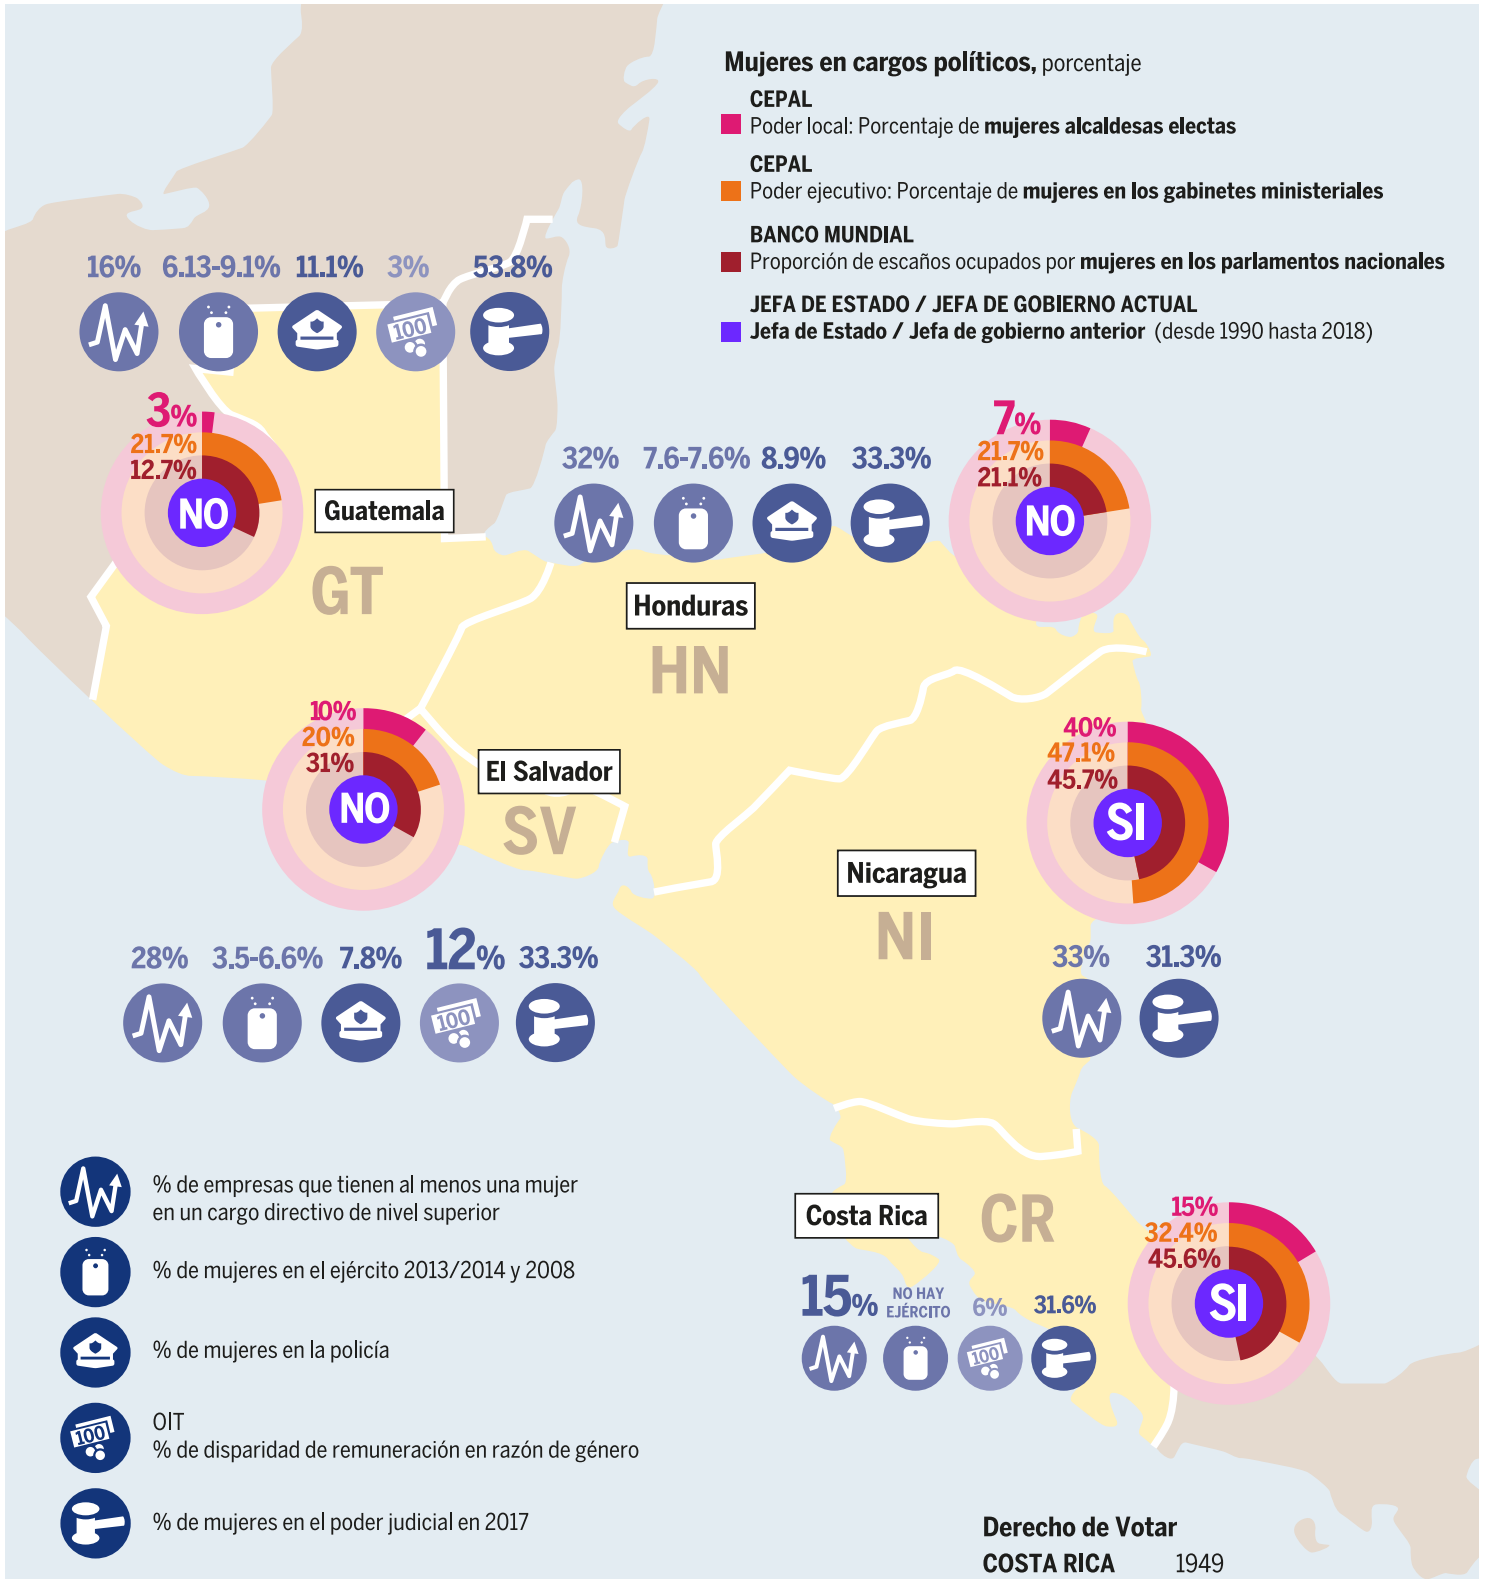 Mujeres en cargos políticos, porcentaje
CEPAL
Poder local: Porcentaje de mujeres alcaldesas electas
CEPAL
Poder ejecutivo: Porcentaje de mujeres en los gabinetes ministeriales
BANCO MUNDIAL
Proporción de escaños ocupados por mujeres en los parlamentos nacionales
JEFA DE ESTADO / JEFA DE GOBIERNO ACTUAL
Jefa de Estado / Jefa de gobierno anterior (desde 1990 hasta 2018)
16% 6.13-9.1% 11.1% 3% 53.8%
100
3%
21.7%
12.7%
NO
Guatemala
GT
32% 7.6-7.6% 8.9% 33.3%
7%
21.7%
21.1%
NO
Honduras
HN
10%
20%
31%
NO
El Salvador
SV
28% 3.5-6.6% 7.8% 12% 33.3%
100
40%
47.1%
45.7%
SI
Nicaragua
NI
33% 31.3%
Costa Rica
CR
15% NO HAY
EJÉRCITO 6% 31.6%
100
15%
32.4%
45.6%
SI
% de empresas que tienen al menos una mujer
en un cargo directivo de nivel superior
% de mujeres en el ejército 2013/2014 y 2008
% de mujeres en la policía
100
OIT
% de disparidad de remuneración en razón de género
% de mujeres en el poder judicial en 2017
Derecho de Votar
COSTA RICA 1949